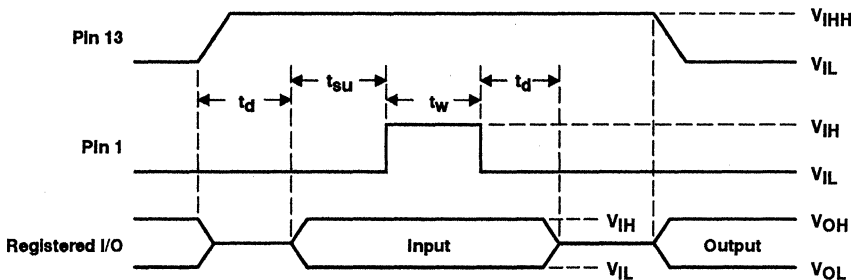 Pin 13
V_IHH
V_IL
t_d
t_su
t_w
t_d
Pin 1
V_IH
V_IL
Registered I/O
V_IH
V_IL
Input
Output
V_OH
V_OL